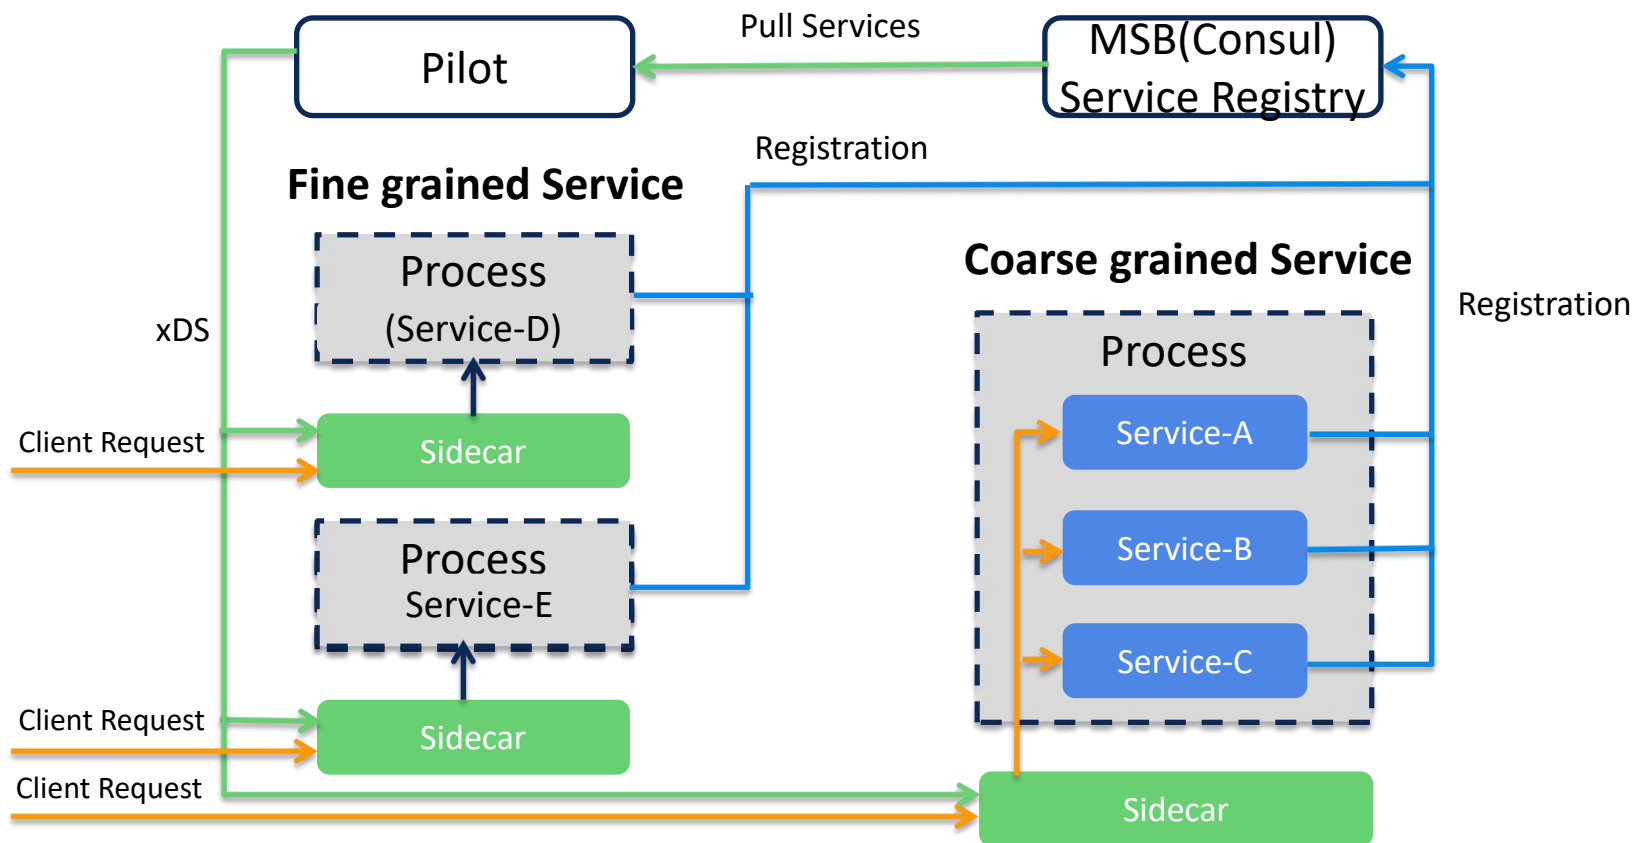 Pull Services
Pilot
MSB(Consul)
Service Registry
Registration
Fine grained Service
Coarse grained Service
Process
(Service-D)
Registration
xDS
Process
Service-A
Client Request
Sidecar
Service-B
Process
Service-E
Service-C
Client Request
Sidecar
Client Request
Sidecar